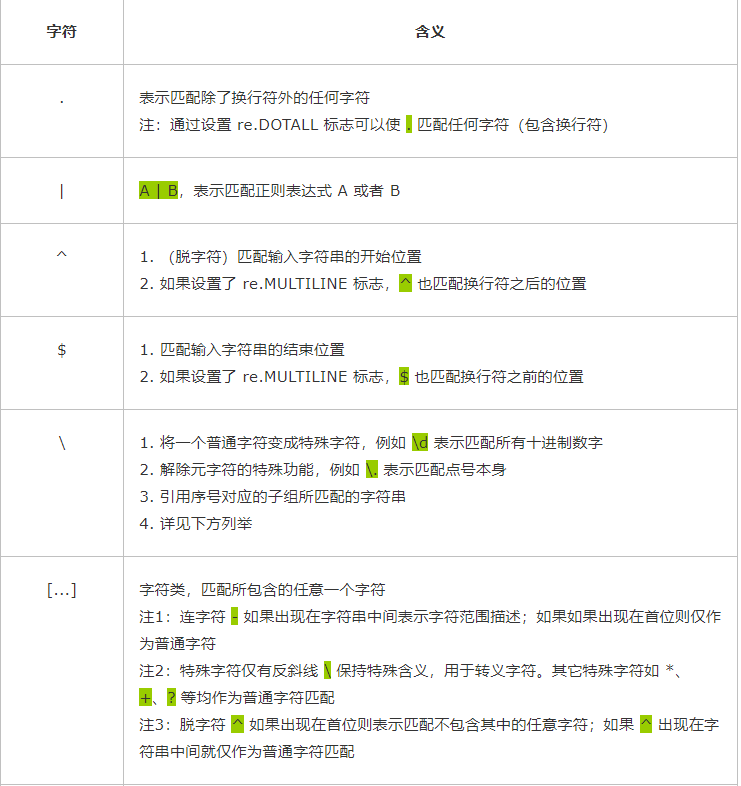 字符 含义
. 表示匹配除了换行符外的任何字符
注：通过设置 re.DOTALL 标志可以使 . 匹配任何字符（包含换行符）
| A | B，表示匹配正则表达式 A 或者 B
^ 1. （脱字符）匹配输入字符串的开始位置
2. 如果设置了 re.MULTILINE 标志，^ 也匹配换行符之后的位置
$ 1. 匹配输入字符串的结束位置
2. 如果设置了 re.MULTILINE 标志，$ 也匹配换行符之前的位置
\ 1. 将一个普通字符变成特殊字符，例如 \d 表示匹配所有十进制数字
2. 解除元字符的特殊功能，例如 \. 表示匹配点号本身
3. 引用序号对应的子组所匹配的字符串
4. 详见下方列举
[...] 字符类，匹配所包含的任意一个字符
注1：连字符 - 如果出现在字符串中间表示字符范围描述；如果如果出现在首位则仅作
为普通字符
注2：特殊字符仅有反斜线 \ 保持特殊含义，用于转义字符。其它特殊字符如 *、
+、? 等均作为普通字符匹配
注3：脱字符 ^ 如果出现在首位则表示匹配不包含其中的任意字符；如果 ^ 出现在字
符串中间就仅作为普通字符匹配